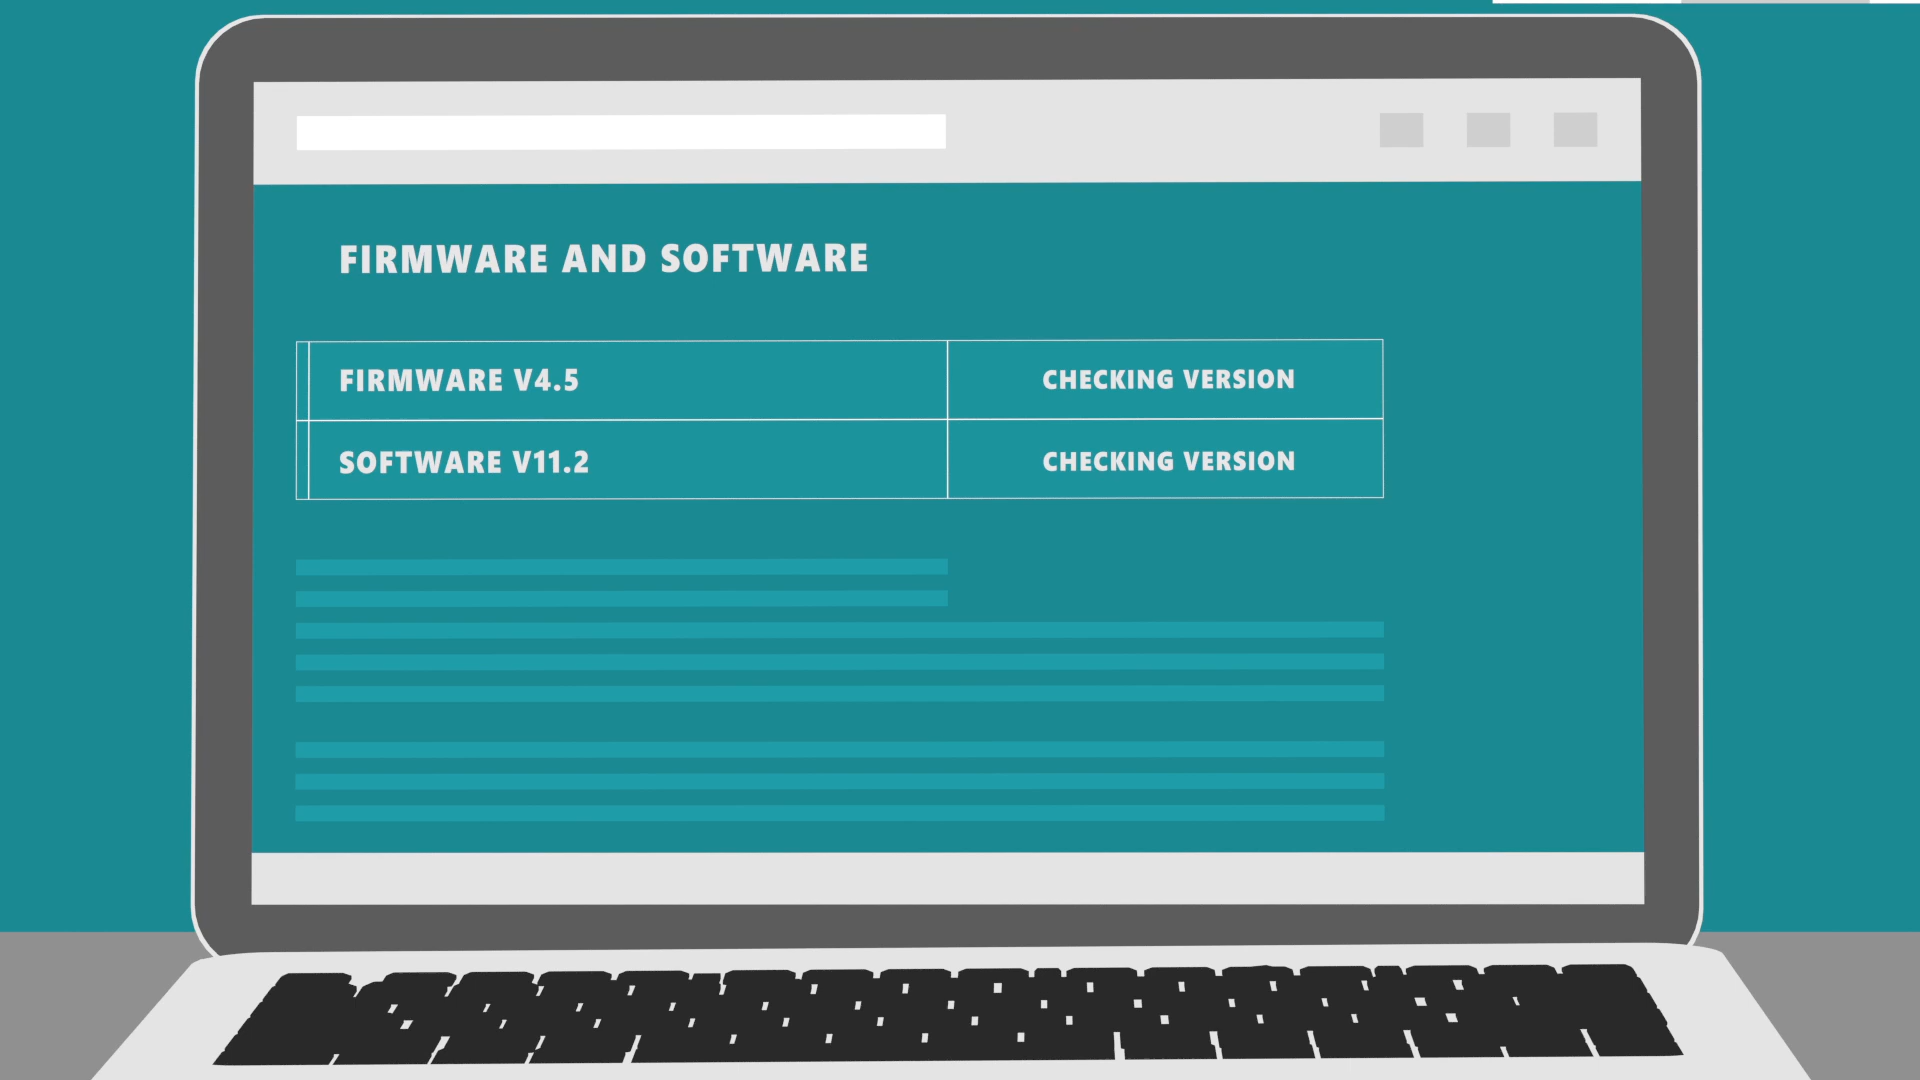 FIRMWARE AND SOFTWARE
FIRMWARE V4.5 CHECKING VERSION
SOFTWARE V11.2 CHECKING VERSION